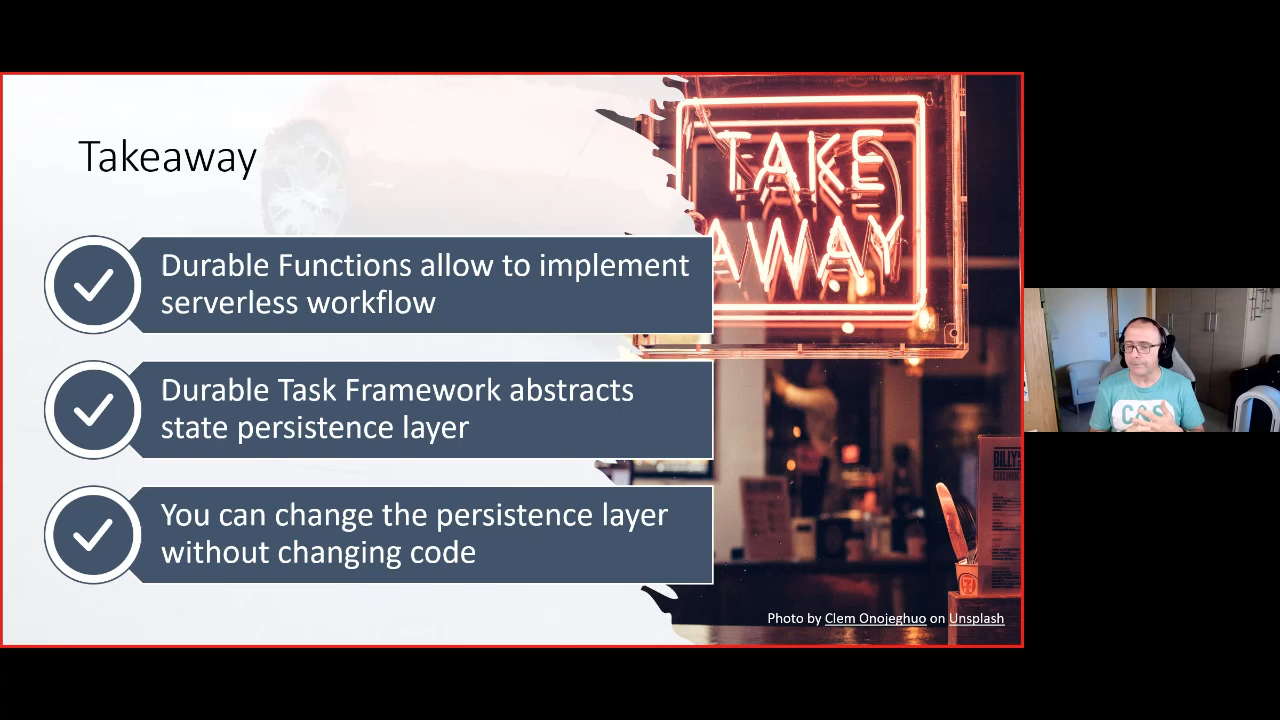 Takeaway
Durable Functions allow to implement
serverless workflow
Durable Task Framework abstracts
state persistence layer
You can change the persistence layer
without changing code
TAKE
AWAY
BILLY'S
Photo by Clem Onojeghuo on Unsplash